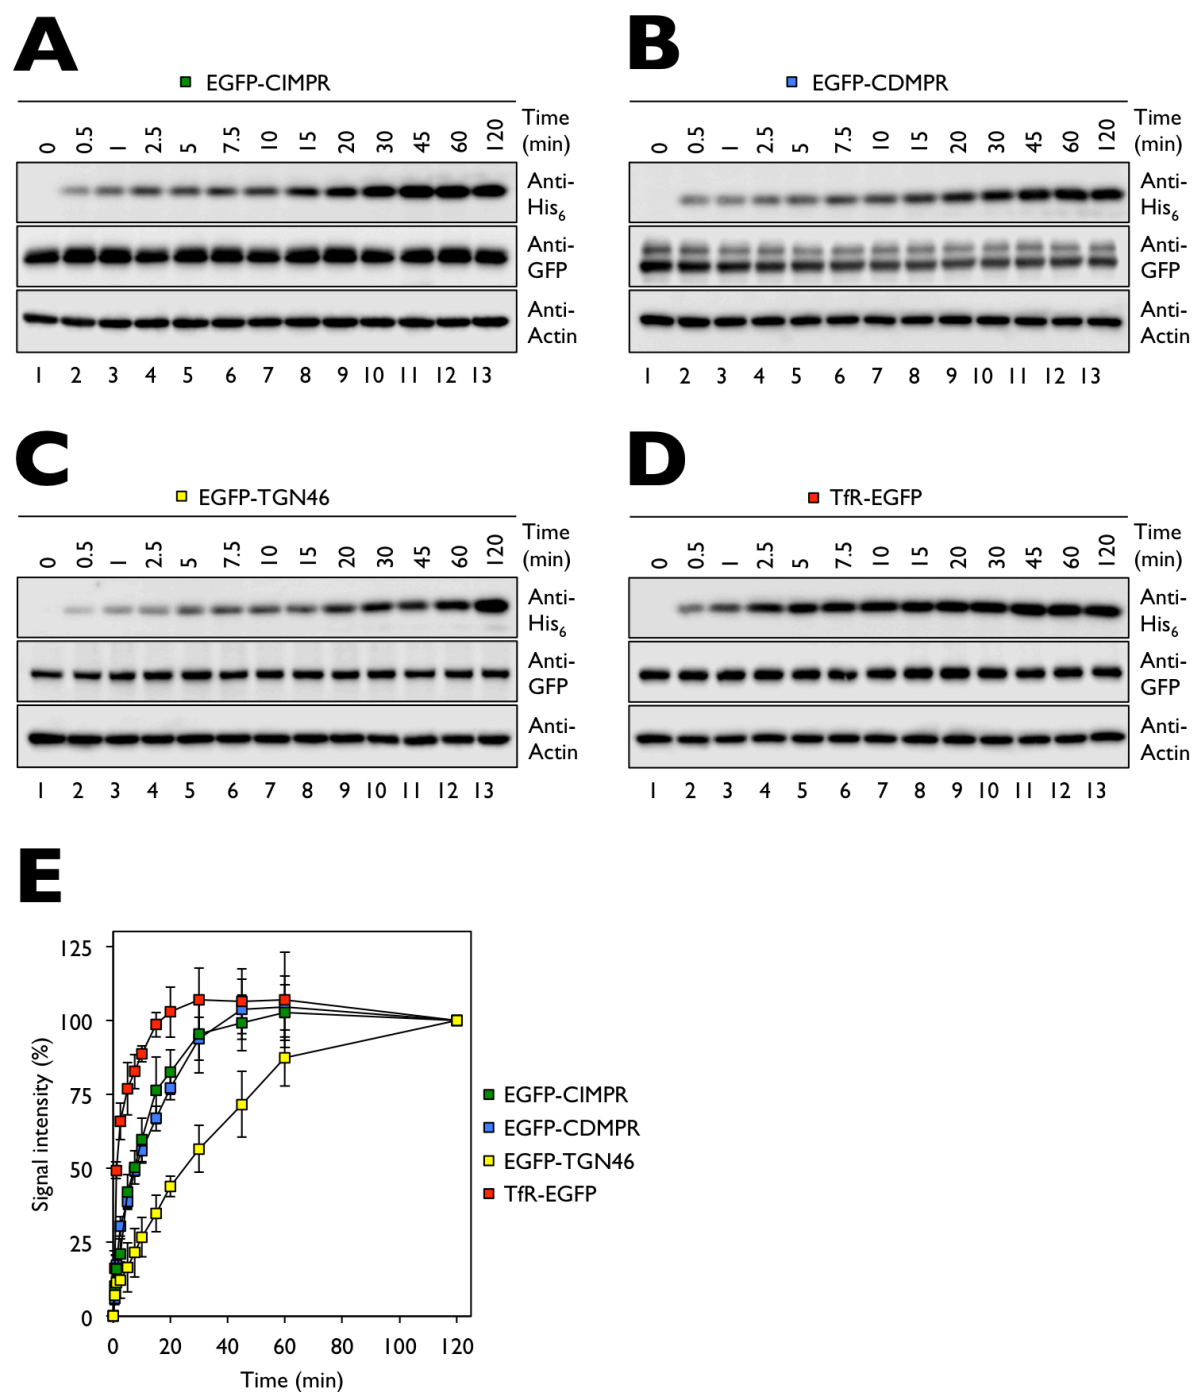 A
EGFP-CIMPR
0 0.5 1 2.5 5 7.5 10 15 20 30 45 60 120 Time (min)
Anti-His6
Anti-GFP
Anti-Actin
1 2 3 4 5 6 7 8 9 10 11 12 13
B
EGFP-CDMPR
0 0.5 1 2.5 5 7.5 10 15 20 30 45 60 120 Time (min)
Anti-His6
Anti-GFP
Anti-Actin
1 2 3 4 5 6 7 8 9 10 11 12 13
C
EGFP-TGN46
0 0.5 1 2.5 5 7.5 10 15 20 30 45 60 120 Time (min)
Anti-His6
Anti-GFP
Anti-Actin
1 2 3 4 5 6 7 8 9 10 11 12 13
D
TfR-EGFP
0 0.5 1 2.5 5 7.5 10 15 20 30 45 60 120 Time (min)
Anti-His6
Anti-GFP
Anti-Actin
1 2 3 4 5 6 7 8 9 10 11 12 13
E
Signal intensity (%)
125
100
75
50
25
0
0 20 40 60 80 100 120
Time (min)
EGFP-CIMPR
EGFP-CDMPR
EGFP-TGN46
TfR-EGFP